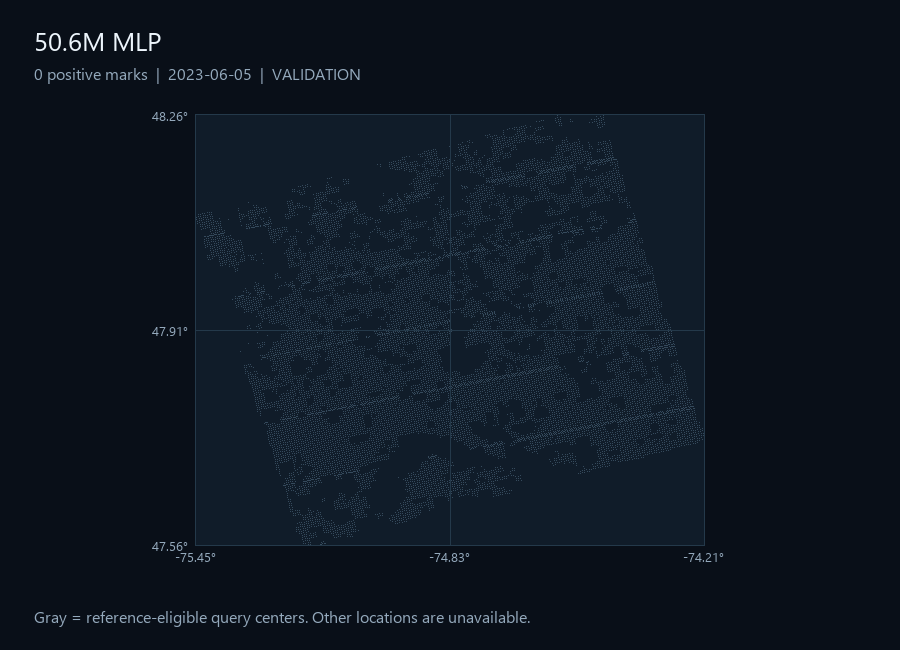 50.6M MLP
0 positive marks | 2023-06-05 | VALIDATION
48.26°
47.91°
47.56°
-75.45° -74.83° -74.21°
Gray = reference-eligible query centers. Other locations are unavailable.